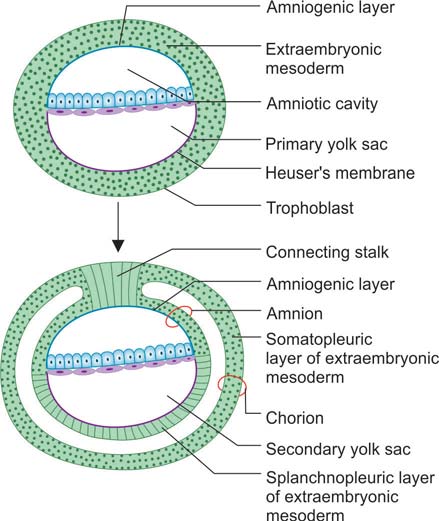 Amniogenic layer
Extraembryonic
mesoderm
Amniotic cavity
Primary yolk sac
Heuser's membrane
Trophoblast
Connecting stalk
Amniogenic layer
Amnion
Somatopleuric
layer of extraembryonic
mesoderm
Chorion
Secondary yolk sac
Splanchnopleuric layer
of extraembryonic
mesoderm